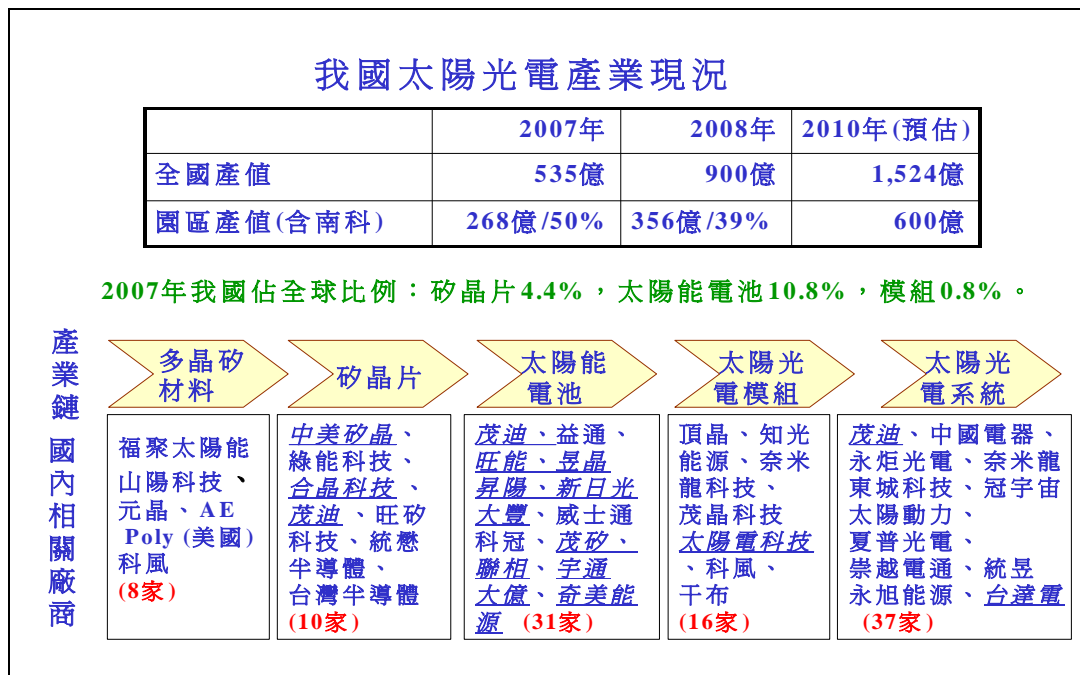 我國太陽光電產業現況
2007年 2008年 2010年(預估)
全國產值 535億 900億 1,524億
園區產值(含南科) 268億/50% 356億/39% 600億
2007年我國佔全球比例：矽晶片4.4%，太陽能電池10.8%，模組0.8%。
產業鏈
多晶矽
材料
矽晶片
太陽能
電池
太陽光
電模組
太陽光
電系統
國內相關廠商
福聚太陽能
山陽科技、
元晶、AE
Poly (美國)
科風
(8家)
中美矽晶、
綠能科技、
合晶科技、
茂迪、旺矽
科技、統懋
半導體、
台灣半導體
(10家)
茂迪、益通、
旺能、昱晶
昇陽、新日光
大豐、威士通
科冠、茂矽、
聯相、宇通
大億、奇美能
源 (31家)
頂晶、知光
能源、奈米
龍科技、
茂晶科技
太陽電科技
、科風、
干布
(16家)
茂迪、中國電器、
永炬光電、奈米龍
東城科技、冠宇宙
太陽動力、
夏普光電、
崇越電通、統昱
永旭能源、台達電
(37家)